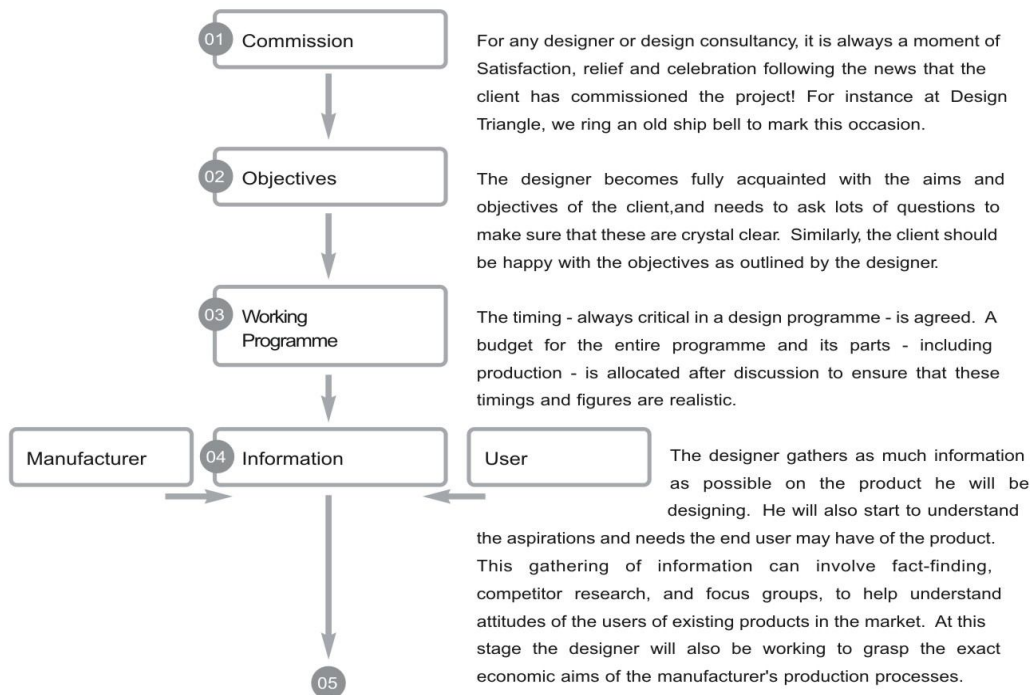 01 Commission
For any designer or design consultancy, it is always a moment of
Satisfaction, relief and celebration following the news that the
client has commissioned the project! For instance at Design
Triangle, we ring an old ship bell to mark this occasion.
02 Objectives
The designer becomes fully acquainted with the aims and
objectives of the client,and needs to ask lots of questions to
make sure that these are crystal clear. Similarly, the client should
be happy with the objectives as outlined by the designer.
03 Working
Programme
The timing - always critical in a design programme - is agreed. A
budget for the entire programme and its parts - including
production - is allocated after discussion to ensure that these
timings and figures are realistic.
Manufacturer
04 Information
User
The designer gathers as much information
as possible on the product he will be
designing. He will also start to understand
the aspirations and needs the end user may have of the product.
This gathering of information can involve fact-finding,
competitor research, and focus groups, to help understand
attitudes of the users of existing products in the market. At this
stage the designer will also be working to grasp the exact
economic aims of the manufacturer's production processes.
05